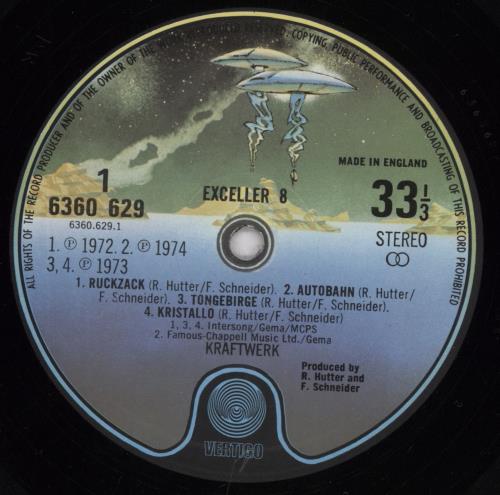 ALL RIGHTS OF THE RECORD PRODUCER AND OF THE OWNER OF THE WORK REPRODUCED RESERVED. COPYING, PUBLIC PERFORMANCE AND BROADCASTING OF THIS RECORD PROHIBITED
MADE IN ENGLAND
1
6360 629
6360.629.1
EXCELLER 8
33⅓
STEREO
1. ℗ 1972. 2. ℗ 1974
3, 4. ℗ 1973
1. RUCKZACK (R. Hutter/F. Schneider). 2. AUTOBAHN (R. Hutter/
F. Schneider). 3. TONGEBIRGE (R. Hutter/F. Schneider).
4. KRISTALLO (R. Hutter/F. Schneider)
1, 3, 4. Intersong/Gema/MCPS
2. Famous-Chappell Music Ltd./Gema
KRAFTWERK
Produced by
R. Hutter and
F. Schneider
VERTIGO